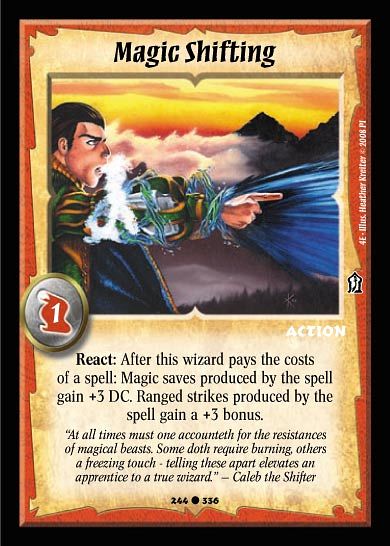 Magic Shifting
4E · Illus. Heather Kreiter © 2008 PI
1
ACTION
React: After this wizard pays the costs
of a spell: Magic saves produced by the spell
gain +3 DC. Ranged strikes produced by the
spell gain a +3 bonus.
"At all times must one accounteth for the resistances
of magical beasts. Some doth require burning, others
a freezing touch - telling these apart elevates an
apprentice to a true wizard." – Caleb the Shifter
244 ● 336